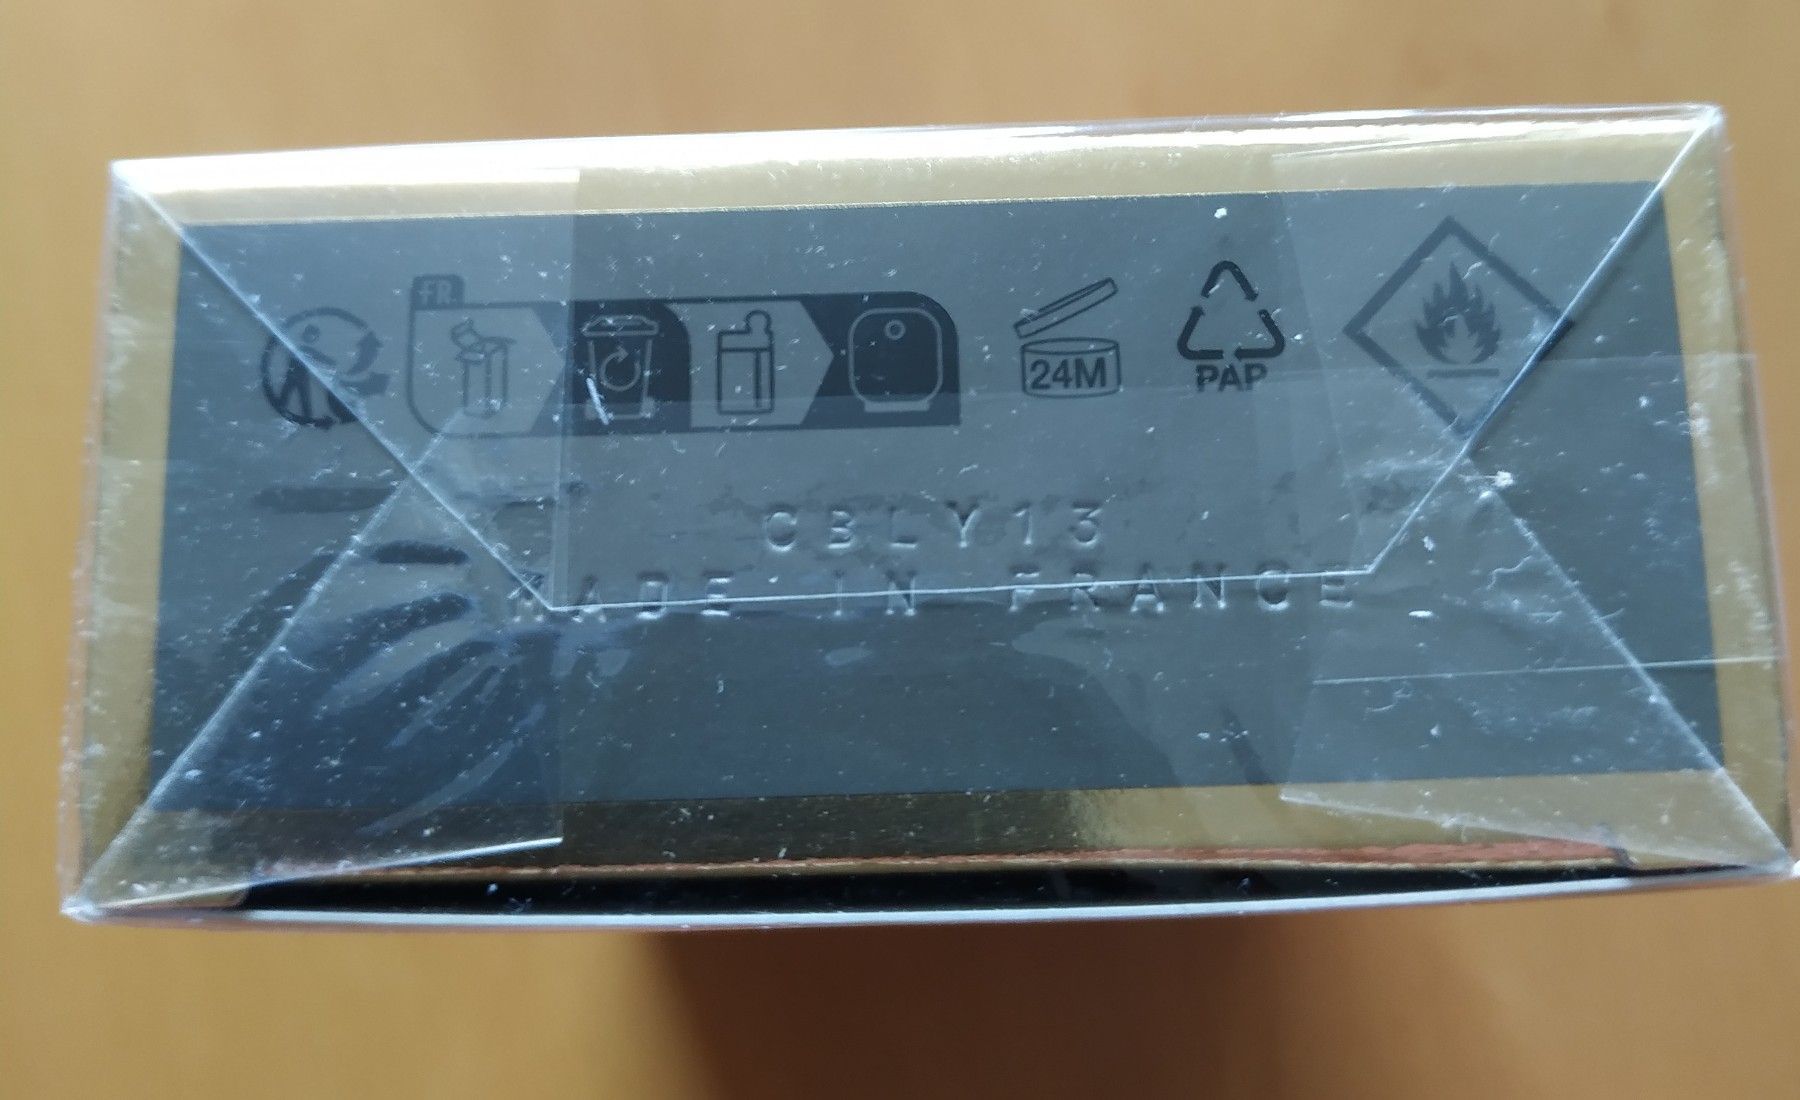 FR
24M
PAP
CBLY13
MADE IN FRANCE